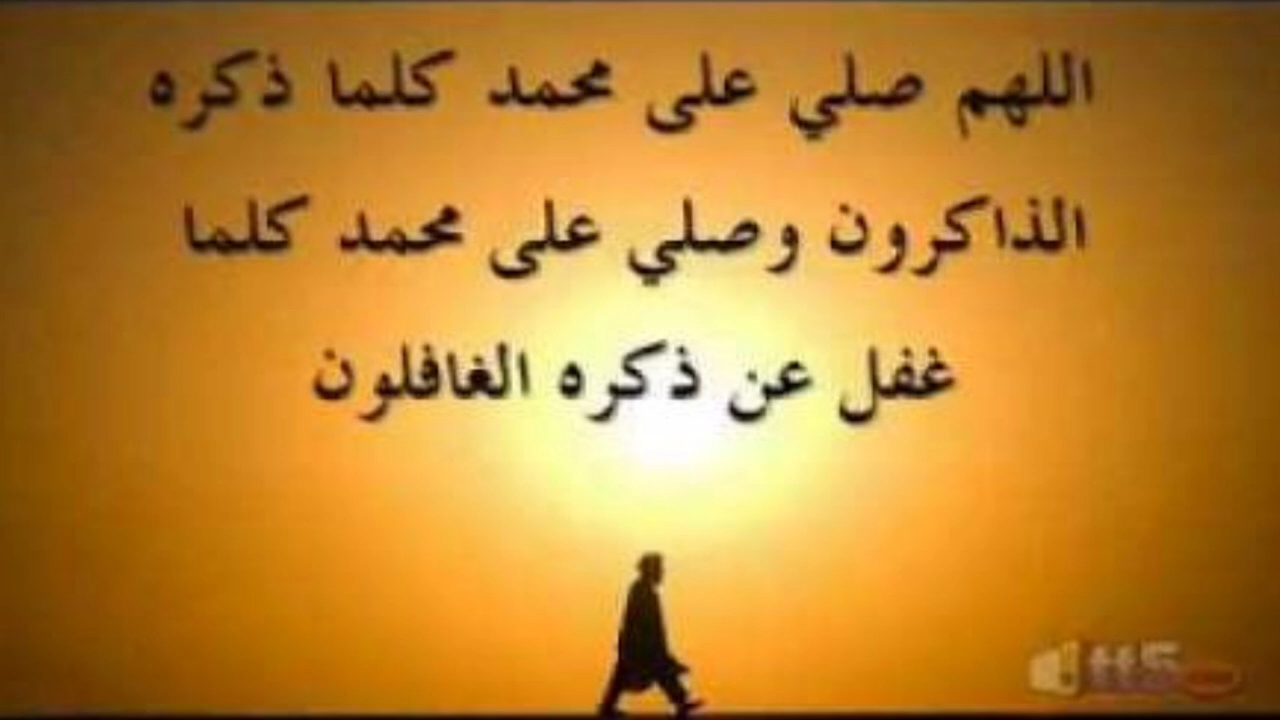 اللهم صلي على محمد كلما ذكره
الذاكرون وصلي على محمد كلما
غفل عن ذكره الغافلون